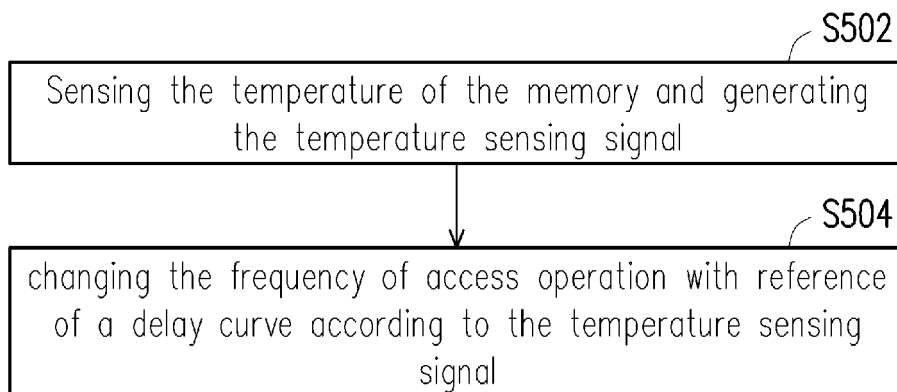 S502
Sensing the temperature of the memory and generating
the temperature sensing signal
S504
changing the frequency of access operation with reference
of a delay curve according to the temperature sensing
signal